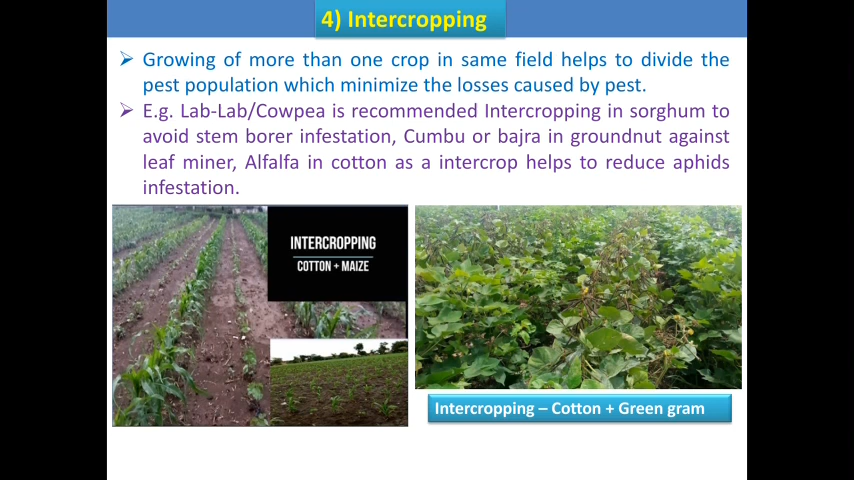 4) Intercropping
➢ Growing of more than one crop in same field helps to divide the
pest population which minimize the losses caused by pest.
➢ E.g. Lab-Lab/Cowpea is recommended Intercropping in sorghum to
avoid stem borer infestation, Cumbu or bajra in groundnut against
leaf miner, Alfalfa in cotton as a intercrop helps to reduce aphids
infestation.
INTERCROPPING
COTTON + MAIZE
Intercropping – Cotton + Green gram